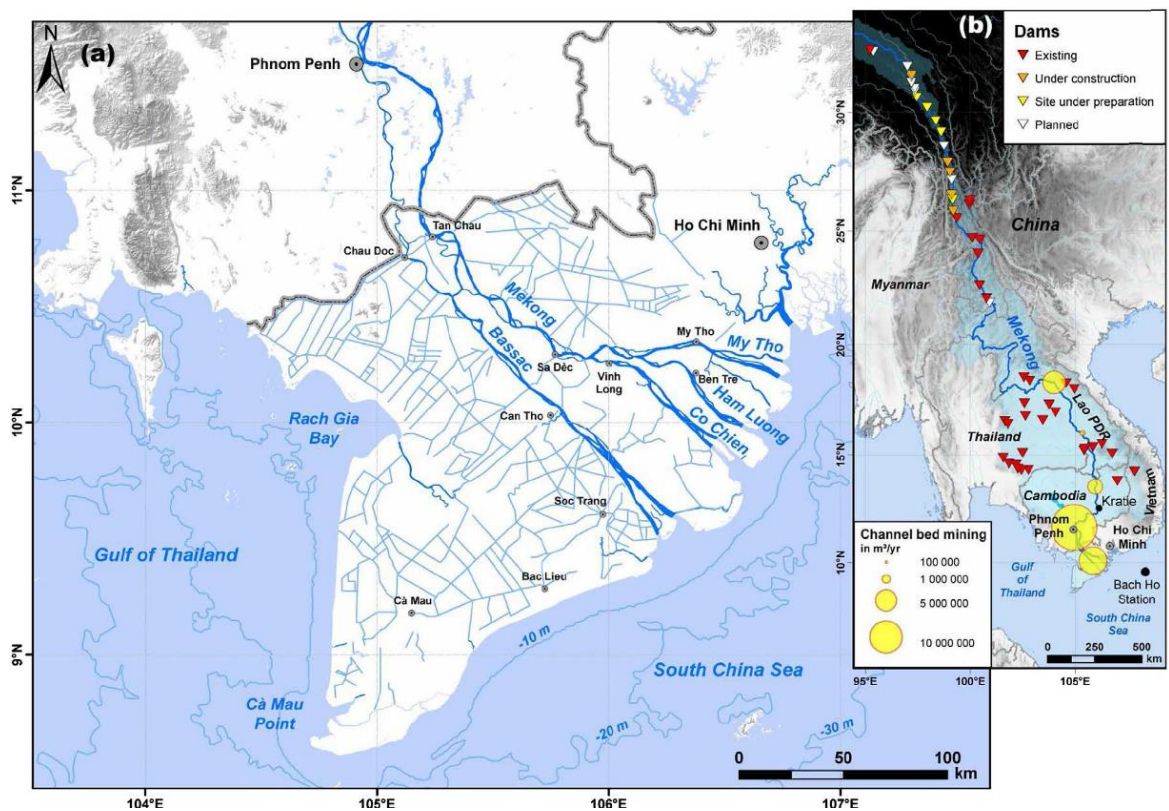 N
(a)
Phnom Penh
11°N
Ho Chi Minh
Tan Chau
Chau Doc
Mekong
Bassac
My Tho
My Tho
Sa Déc
Vinh
Long
Ben Tre
Ham Luong
Co Chien
10°N
Rach Gia
Bay
Can Tho
Soc Trang
Gulf of Thailand
Bac Lieu
Cà Mau
-10 m
9°N
South China Sea
Cà Mau
Point
-20 m
-30 m
0
50
100
km
104°E
105°E
106°E
107°E
(b)
Dams
Existing
Under construction
Site under preparation
Planned
30°N
25°N
China
Myanmar
20°N
Mekong
Lao PDR
Thailand
15°N
Vietnam
Cambodia
Kratie
Phnom
Penh
Ho Chi
Minh
10°N
Gulf
of
Thailand
Bach Ho
Station
South China
Sea
Channel bed mining
in m³/yr
100 000
1 000 000
5 000 000
10 000 000
0
250
500
km
95°E
100°E
105°E